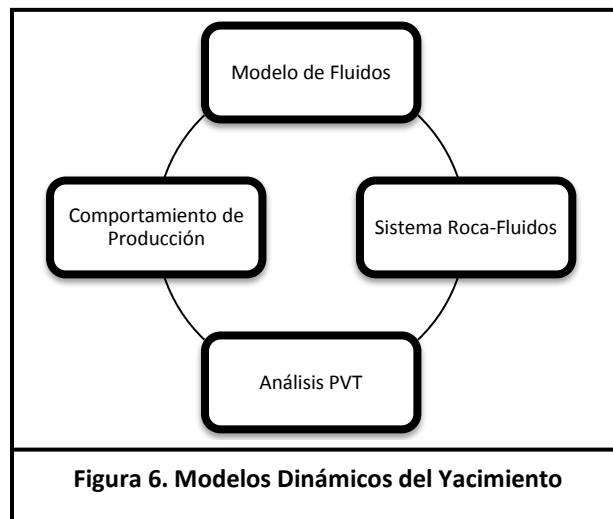 Modelo de Fluidos
Comportamiento de
Producción
Sistema Roca-Fluidos
Análisis PVT
Figura 6. Modelos Dinámicos del Yacimiento